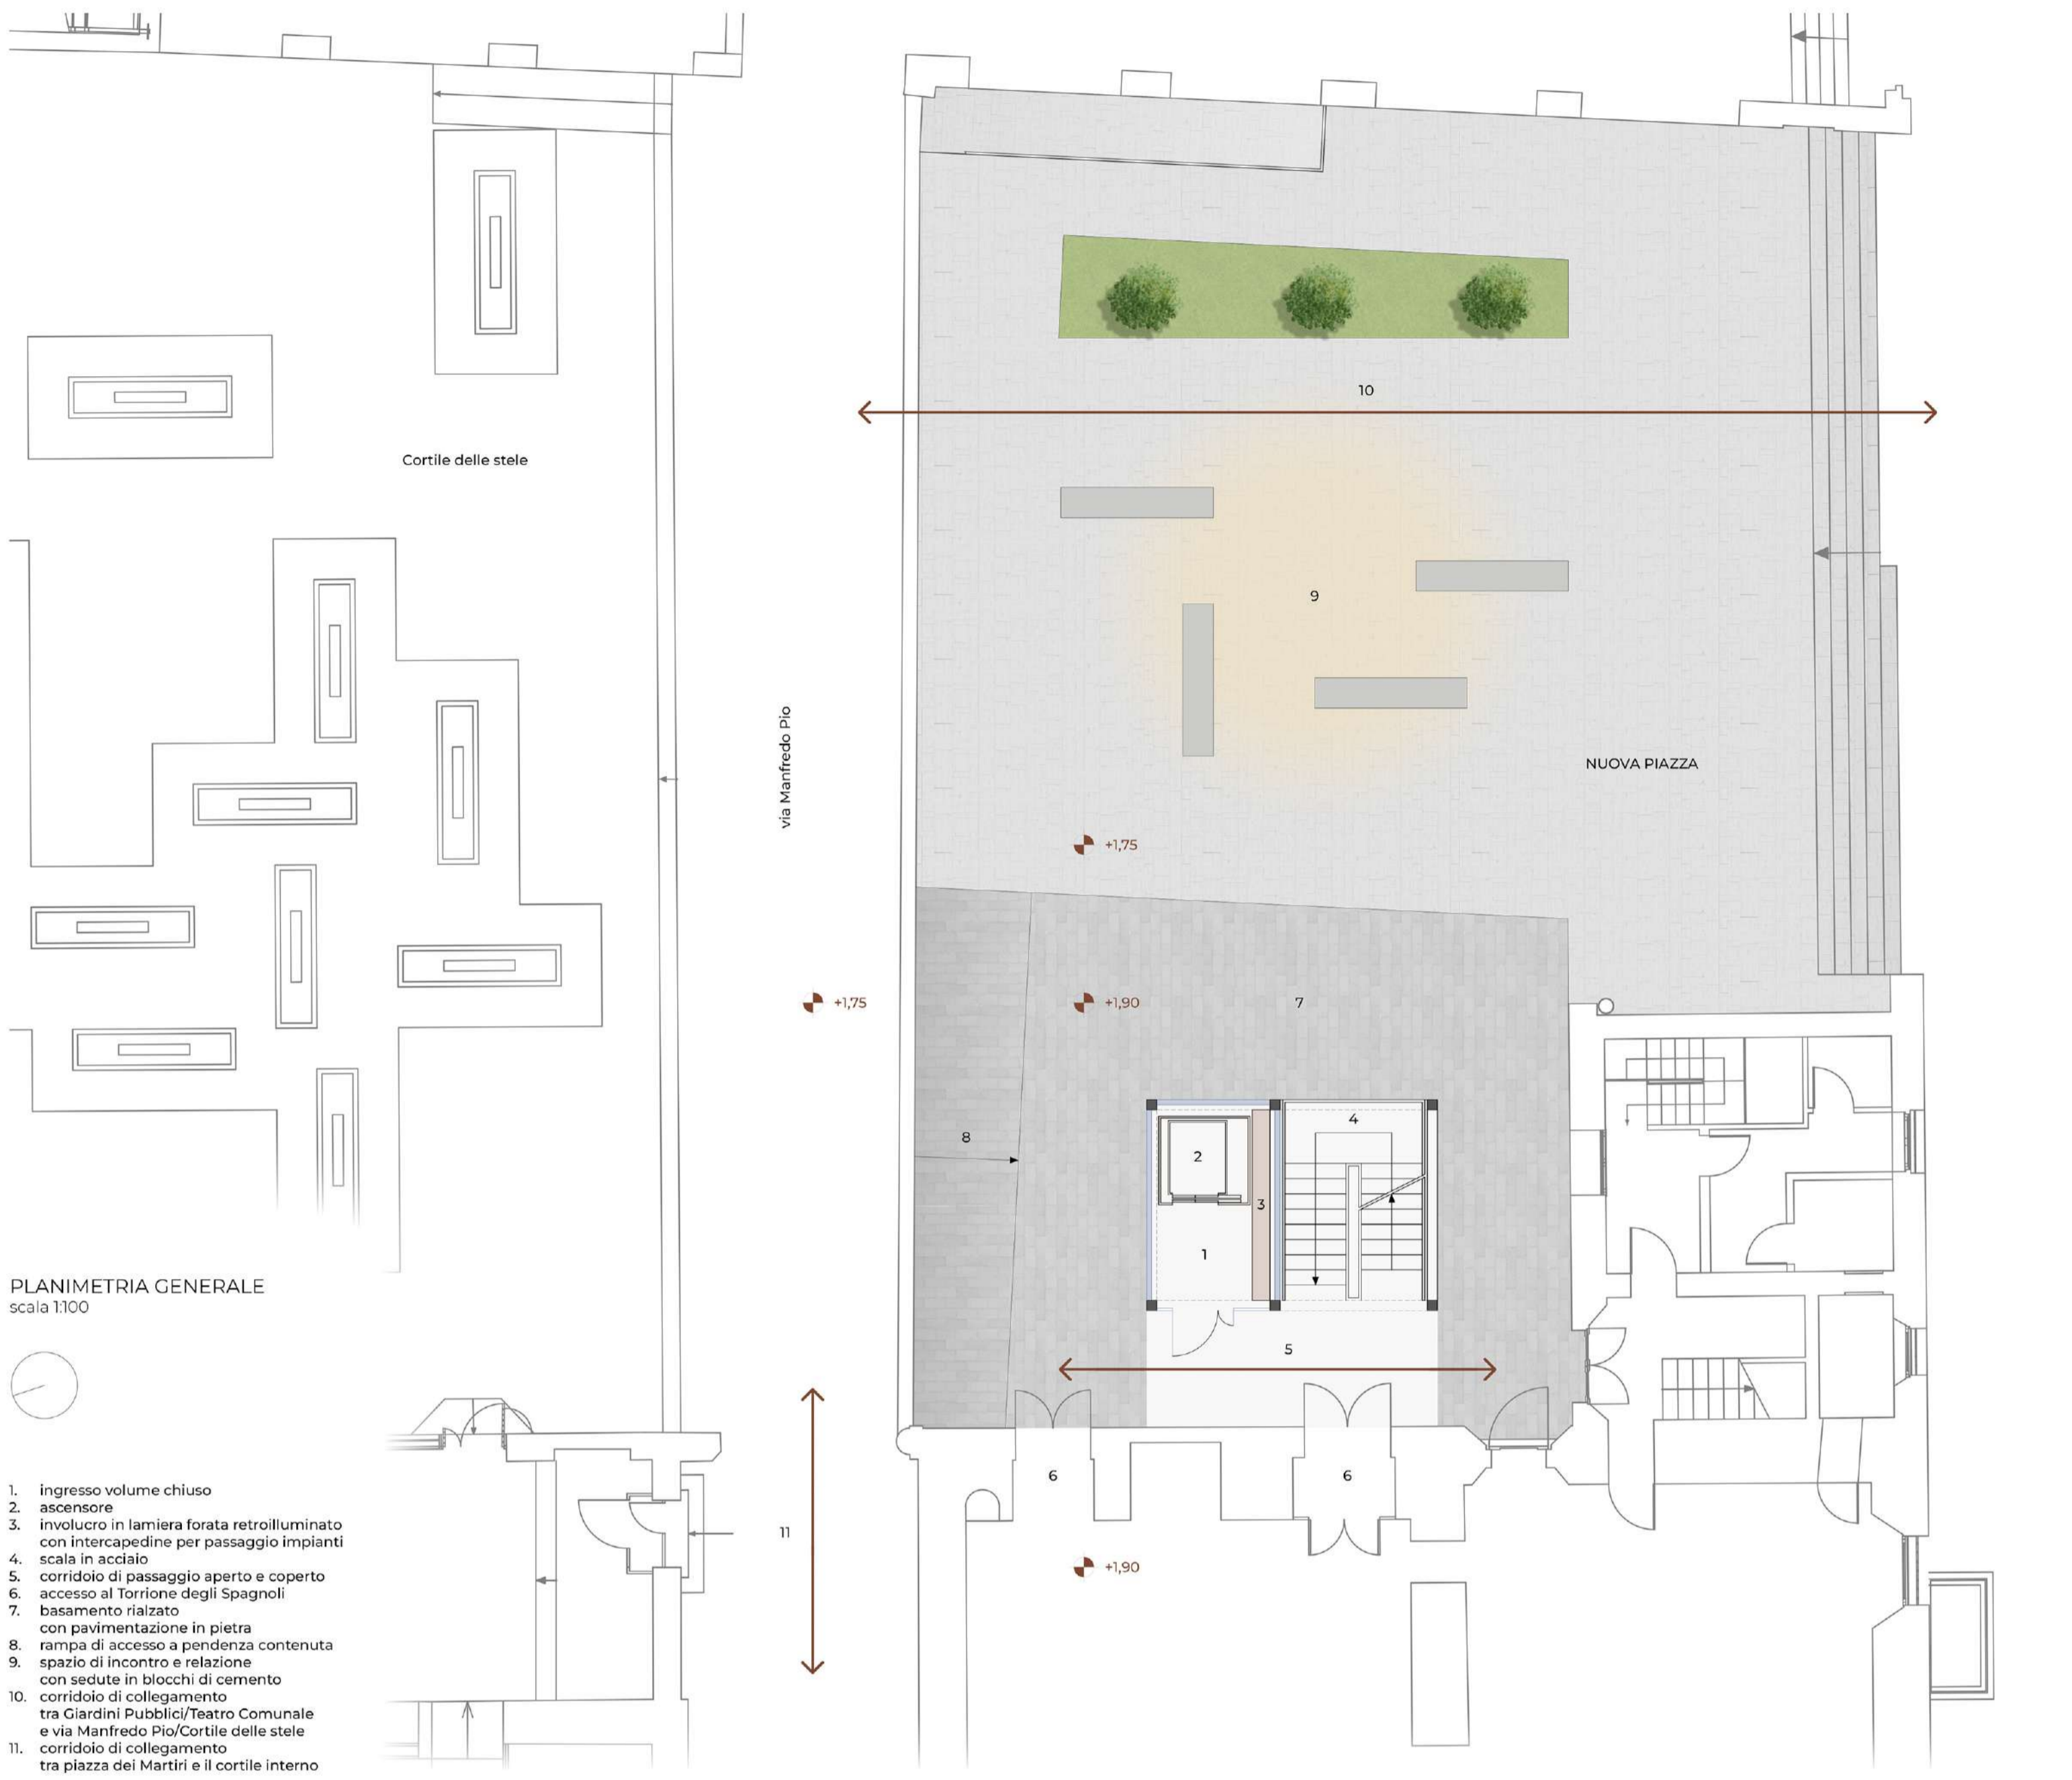 10
Cortile delle stele
9
via Manfredo Pio
NUOVA PIAZZA
+1,75
+1,75
+1,90
7
8
4
2
3
1
5
6
6
11
+1,90
PLANIMETRIA GENERALE
scala 1:100
1. ingresso volume chiuso
2. ascensore
3. involucro in lamiera forata retroilluminato
con intercapedine per passaggio impianti
4. scala in acciaio
5. corridoio di passaggio aperto e coperto
6. accesso al Torrione degli Spagnoli
7. basamento rialzato
con pavimentazione in pietra
8. rampa di accesso a pendenza contenuta
9. spazio di incontro e relazione
con sedute in blocchi di cemento
10. corridoio di collegamento
tra Giardini Pubblici/Teatro Comunale
e via Manfredo Pio/Cortile delle stele
11. corridoio di collegamento
tra piazza dei Martiri e il cortile interno